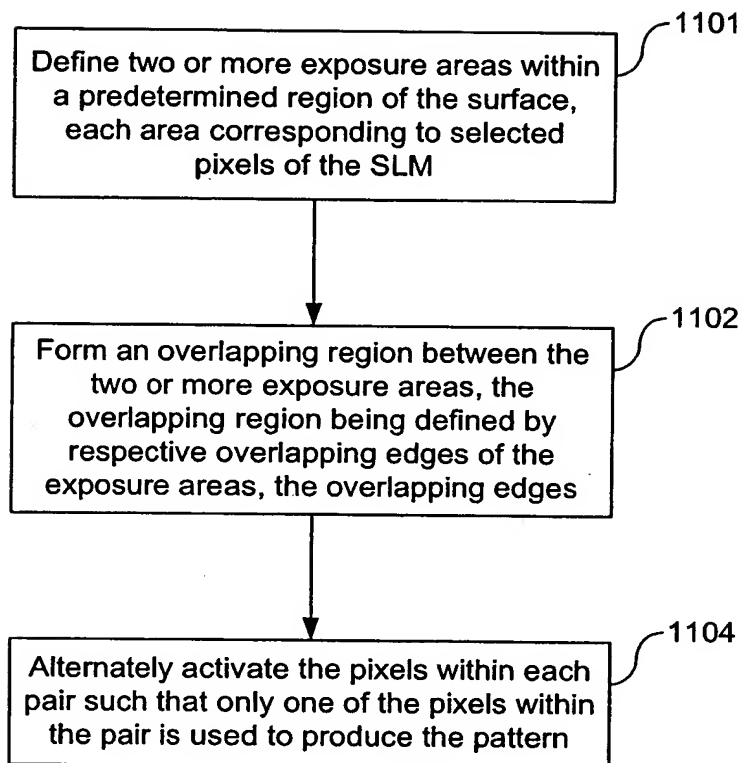 1101
Define two or more exposure areas within
a predetermined region of the surface,
each area corresponding to selected
pixels of the SLM
1102
Form an overlapping region between the
two or more exposure areas, the
overlapping region being defined by
respective overlapping edges of the
exposure areas, the overlapping edges
1104
Alternately activate the pixels within each
pair such that only one of the pixels within
the pair is used to produce the pattern